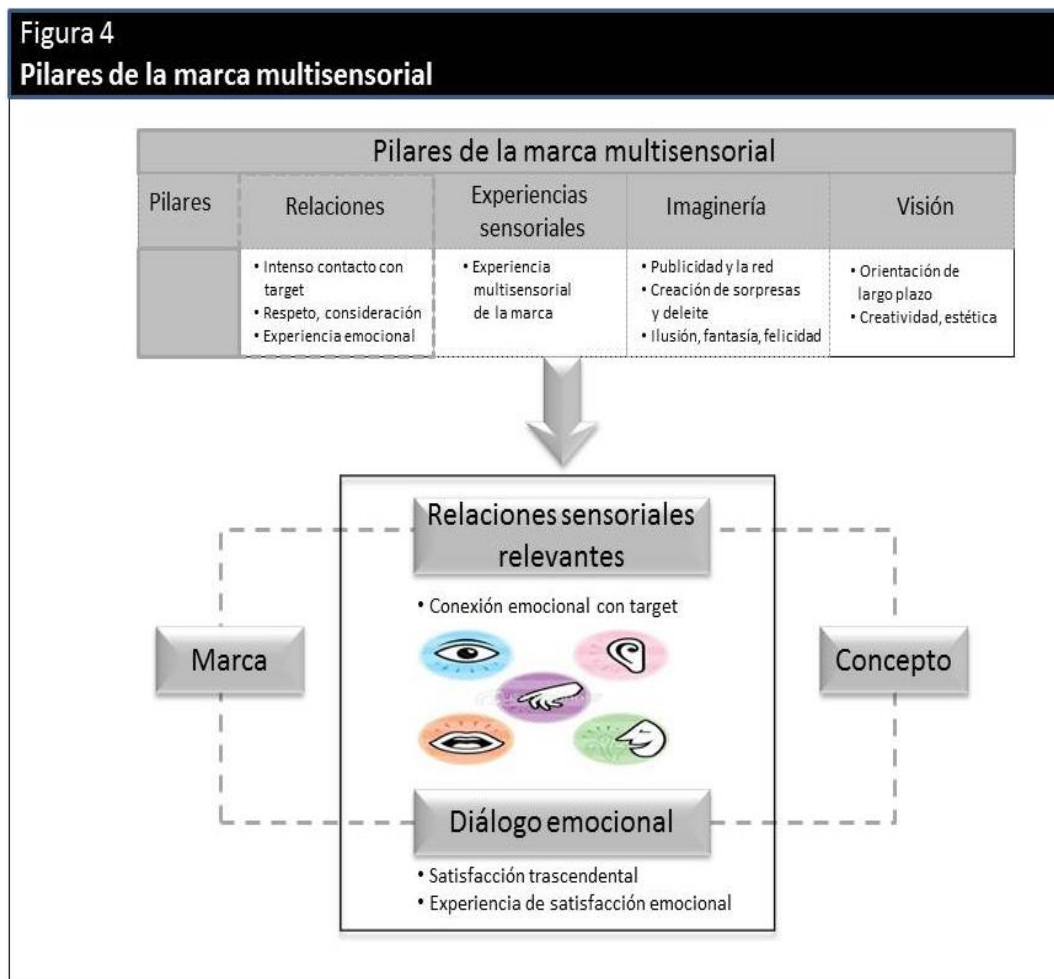 Figura 4
Pilares de la marca multisensorial
Pilares de la marca multisensorial
Pilares
Relaciones
Experiencias
sensoriales
Imaginería
Visión
• Intenso contacto con
target
• Respeto, consideración
• Experiencia emocional
• Experiencia
multisensorial
de la marca
• Publicidad y la red
• Creación de sorpresas
y deleite
• Ilusión, fantasía, felicidad
• Orientación de
largo plazo
• Creatividad, estética
Relaciones sensoriales
relevantes
• Conexión emocional con target
Marca
Concepto
Diálogo emocional
• Satisfacción trascendental
• Experiencia de satisfacción emocional